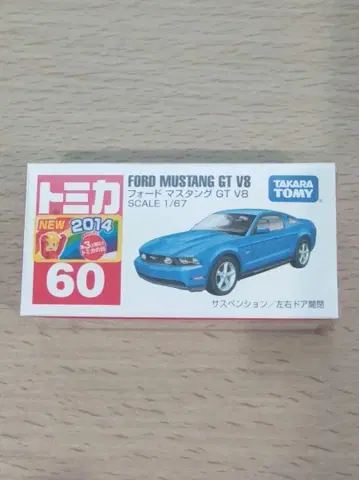 トミカ
NEW
2014
60
FORD MUSTANG GT V8
フォード マスタング GT V8
SCALE 1/67
TAKARA
TOMY
サスペンション／左右ドア開閉